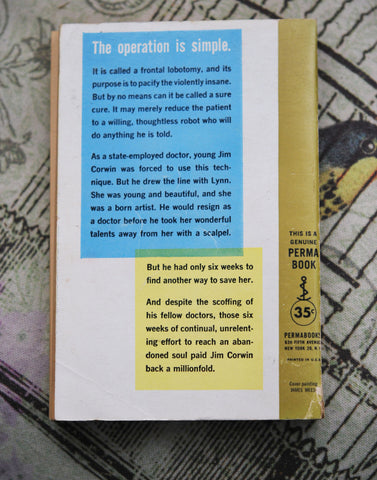 The operation is simple.
It is called a frontal lobotomy, and its
purpose is to pacify the violently insane.
But by no means can it be called a sure
cure. It may merely reduce the patient
to a willing, thoughtless robot who will
do anything he is told.
As a state-employed doctor, young Jim
Corwin was forced to use this tech-
nique. But he drew the line with Lynn.
She was young and beautiful, and she
was a born artist. He would resign as
a doctor before he took her wonderful
talents away from her with a scalpel.
But he had only six weeks to
find another way to save her.
And despite the scoffing of
his fellow doctors, those six
weeks of continual, unrelent-
ing effort to reach an aban-
doned soul paid Jim Corwin
back a millionfold.
THIS IS A
GENUINE
PERMA
BOOK
35¢
PERMABOOKS
630 FIFTH AVENUE
NEW YORK 20, N.Y.
PRINTED IN U.S.A.
Cover painting
JAMES